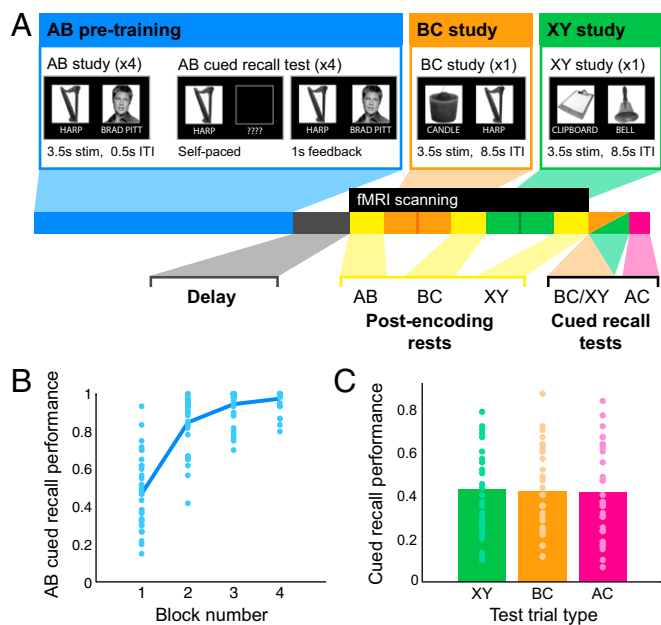 A
AB pre-training
BC study
XY study
AB study (x4)
AB cued recall test (x4)
BC study (x1)
XY study (x1)
HARP
BRAD PITT
HARP
????
HARP
BRAD PITT
CANDLE
HARP
CLIPBOARD
BELL
3.5s stim, 0.5s ITI
Self-paced
1s feedback
3.5s stim, 8.5s ITI
3.5s stim, 8.5s ITI
fMRI scanning
Delay
AB
BC
XY
Post-encoding
rests
BC/XY
AC
Cued recall
tests
B
AB cued recall performance
1
0.8
0.6
0.4
0.2
0
1
2
3
4
Block number
C
Cued recall performance
0.8
0.6
0.4
0.2
0
XY
BC
AC
Test trial type